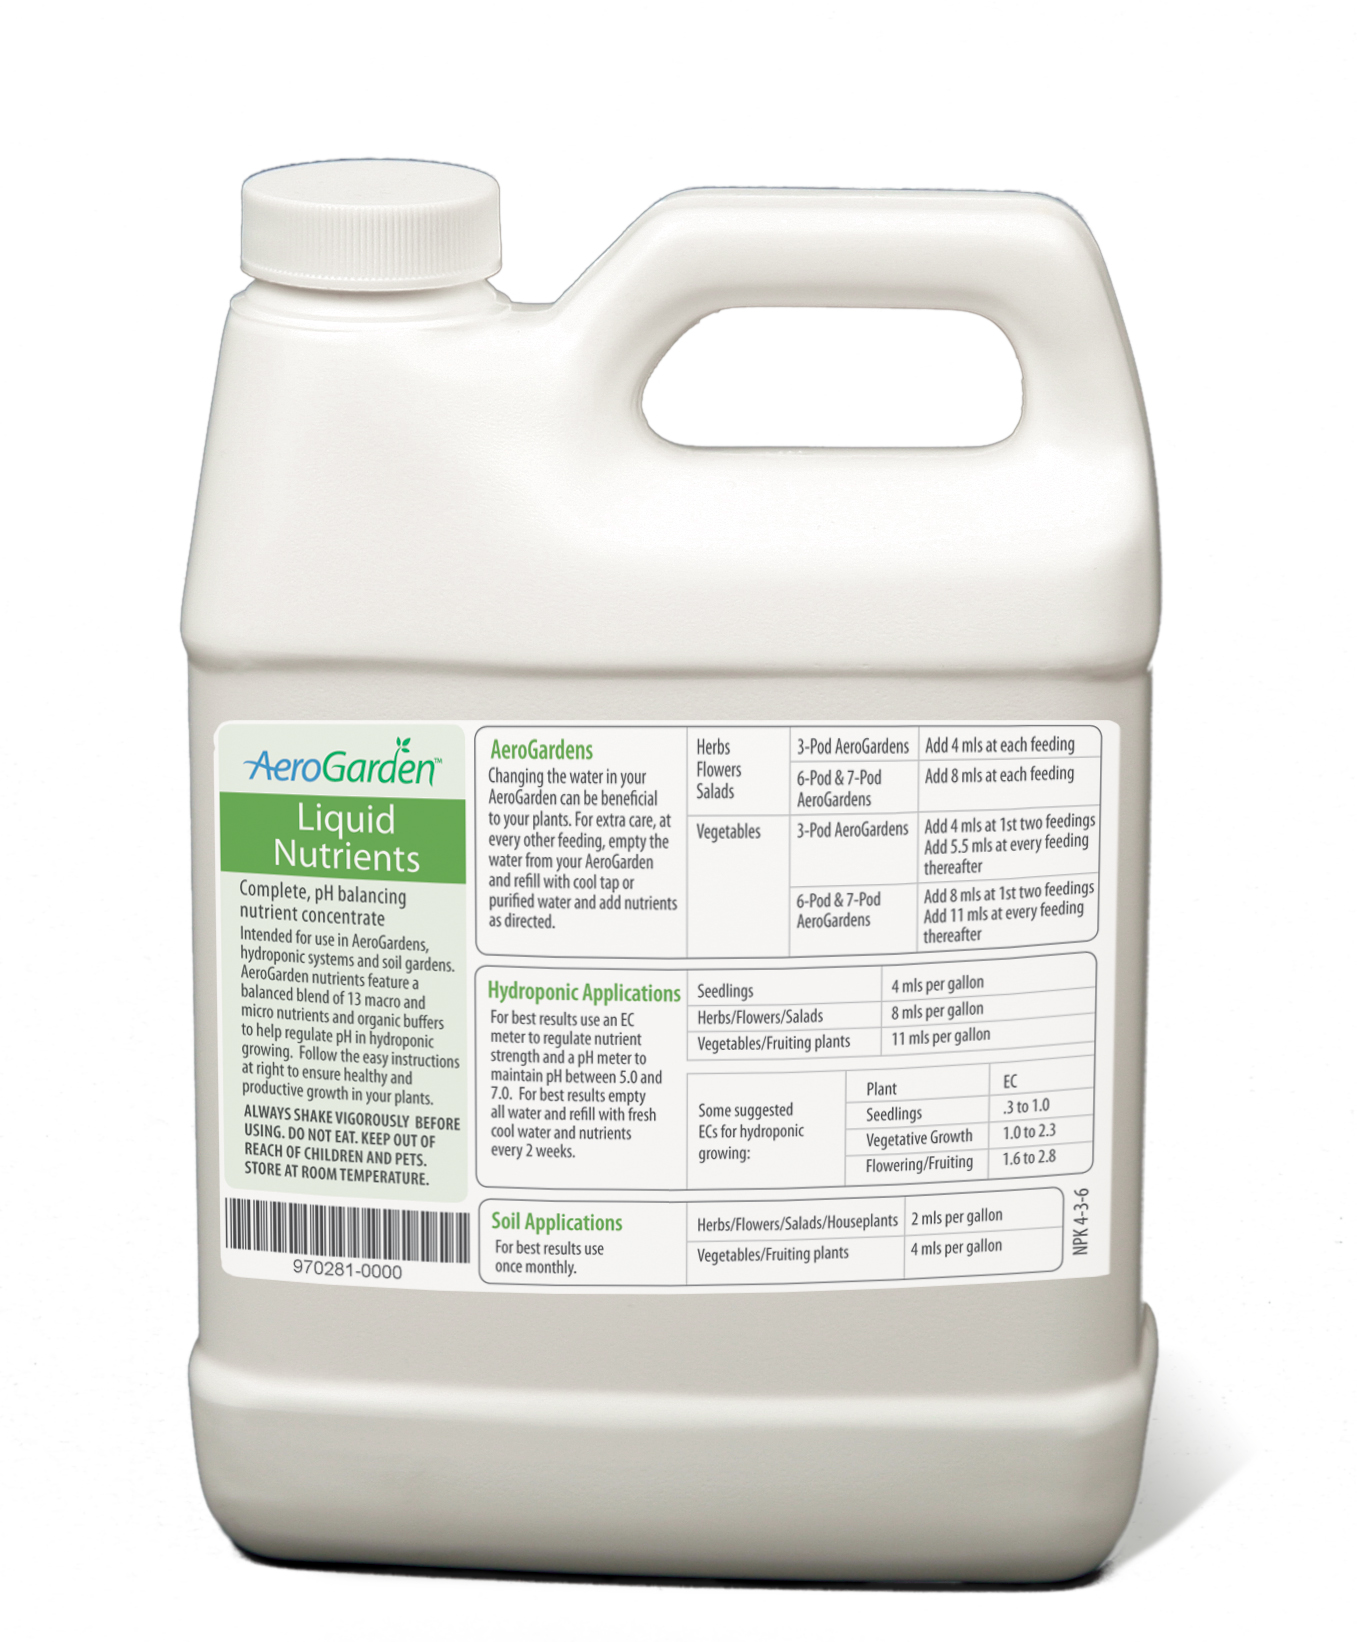 AeroGarden™
Liquid
Nutrients
Complete, pH balancing
nutrient concentrate
Intended for use in AeroGardens,
hydroponic systems and soil gardens.
AeroGarden nutrients feature a
balanced blend of 13 macro and
micro nutrients and organic buffers
to help regulate pH in hydroponic
growing. Follow the easy instructions
at right to ensure healthy and
productive growth in your plants.
ALWAYS SHAKE VIGOROUSLY BEFORE
USING. DO NOT EAT. KEEP OUT OF
REACH OF CHILDREN AND PETS.
STORE AT ROOM TEMPERATURE.
970281-0000
AeroGardens
Changing the water in your
AeroGarden can be beneficial
to your plants. For extra care, at
every other feeding, empty the
water from your AeroGarden
and refill with cool tap or
purified water and add nutrients
as directed.
Herbs
Flowers
Salads
3-Pod AeroGardens
Add 4 mls at each feeding
6-Pod & 7-Pod
AeroGardens
Add 8 mls at each feeding
Vegetables
3-Pod AeroGardens
Add 4 mls at 1st two feedings
Add 5.5 mls at every feeding
thereafter
6-Pod & 7-Pod
AeroGardens
Add 8 mls at 1st two feedings
Add 11 mls at every feeding
thereafter
Hydroponic Applications
For best results use an EC
meter to regulate nutrient
strength and a pH meter to
maintain pH between 5.0 and
7.0. For best results empty
all water and refill with fresh
cool water and nutrients
every 2 weeks.
Seedlings
4 mls per gallon
Herbs/Flowers/Salads
8 mls per gallon
Vegetables/Fruiting plants
11 mls per gallon
Some suggested
ECs for hydroponic
growing:
Plant
EC
Seedlings
.3 to 1.0
Vegetative Growth
1.0 to 2.3
Flowering/Fruiting
1.6 to 2.8
Soil Applications
For best results use
once monthly.
Herbs/Flowers/Salads/Houseplants
2 mls per gallon
Vegetables/Fruiting plants
4 mls per gallon
NPK 4-3-6